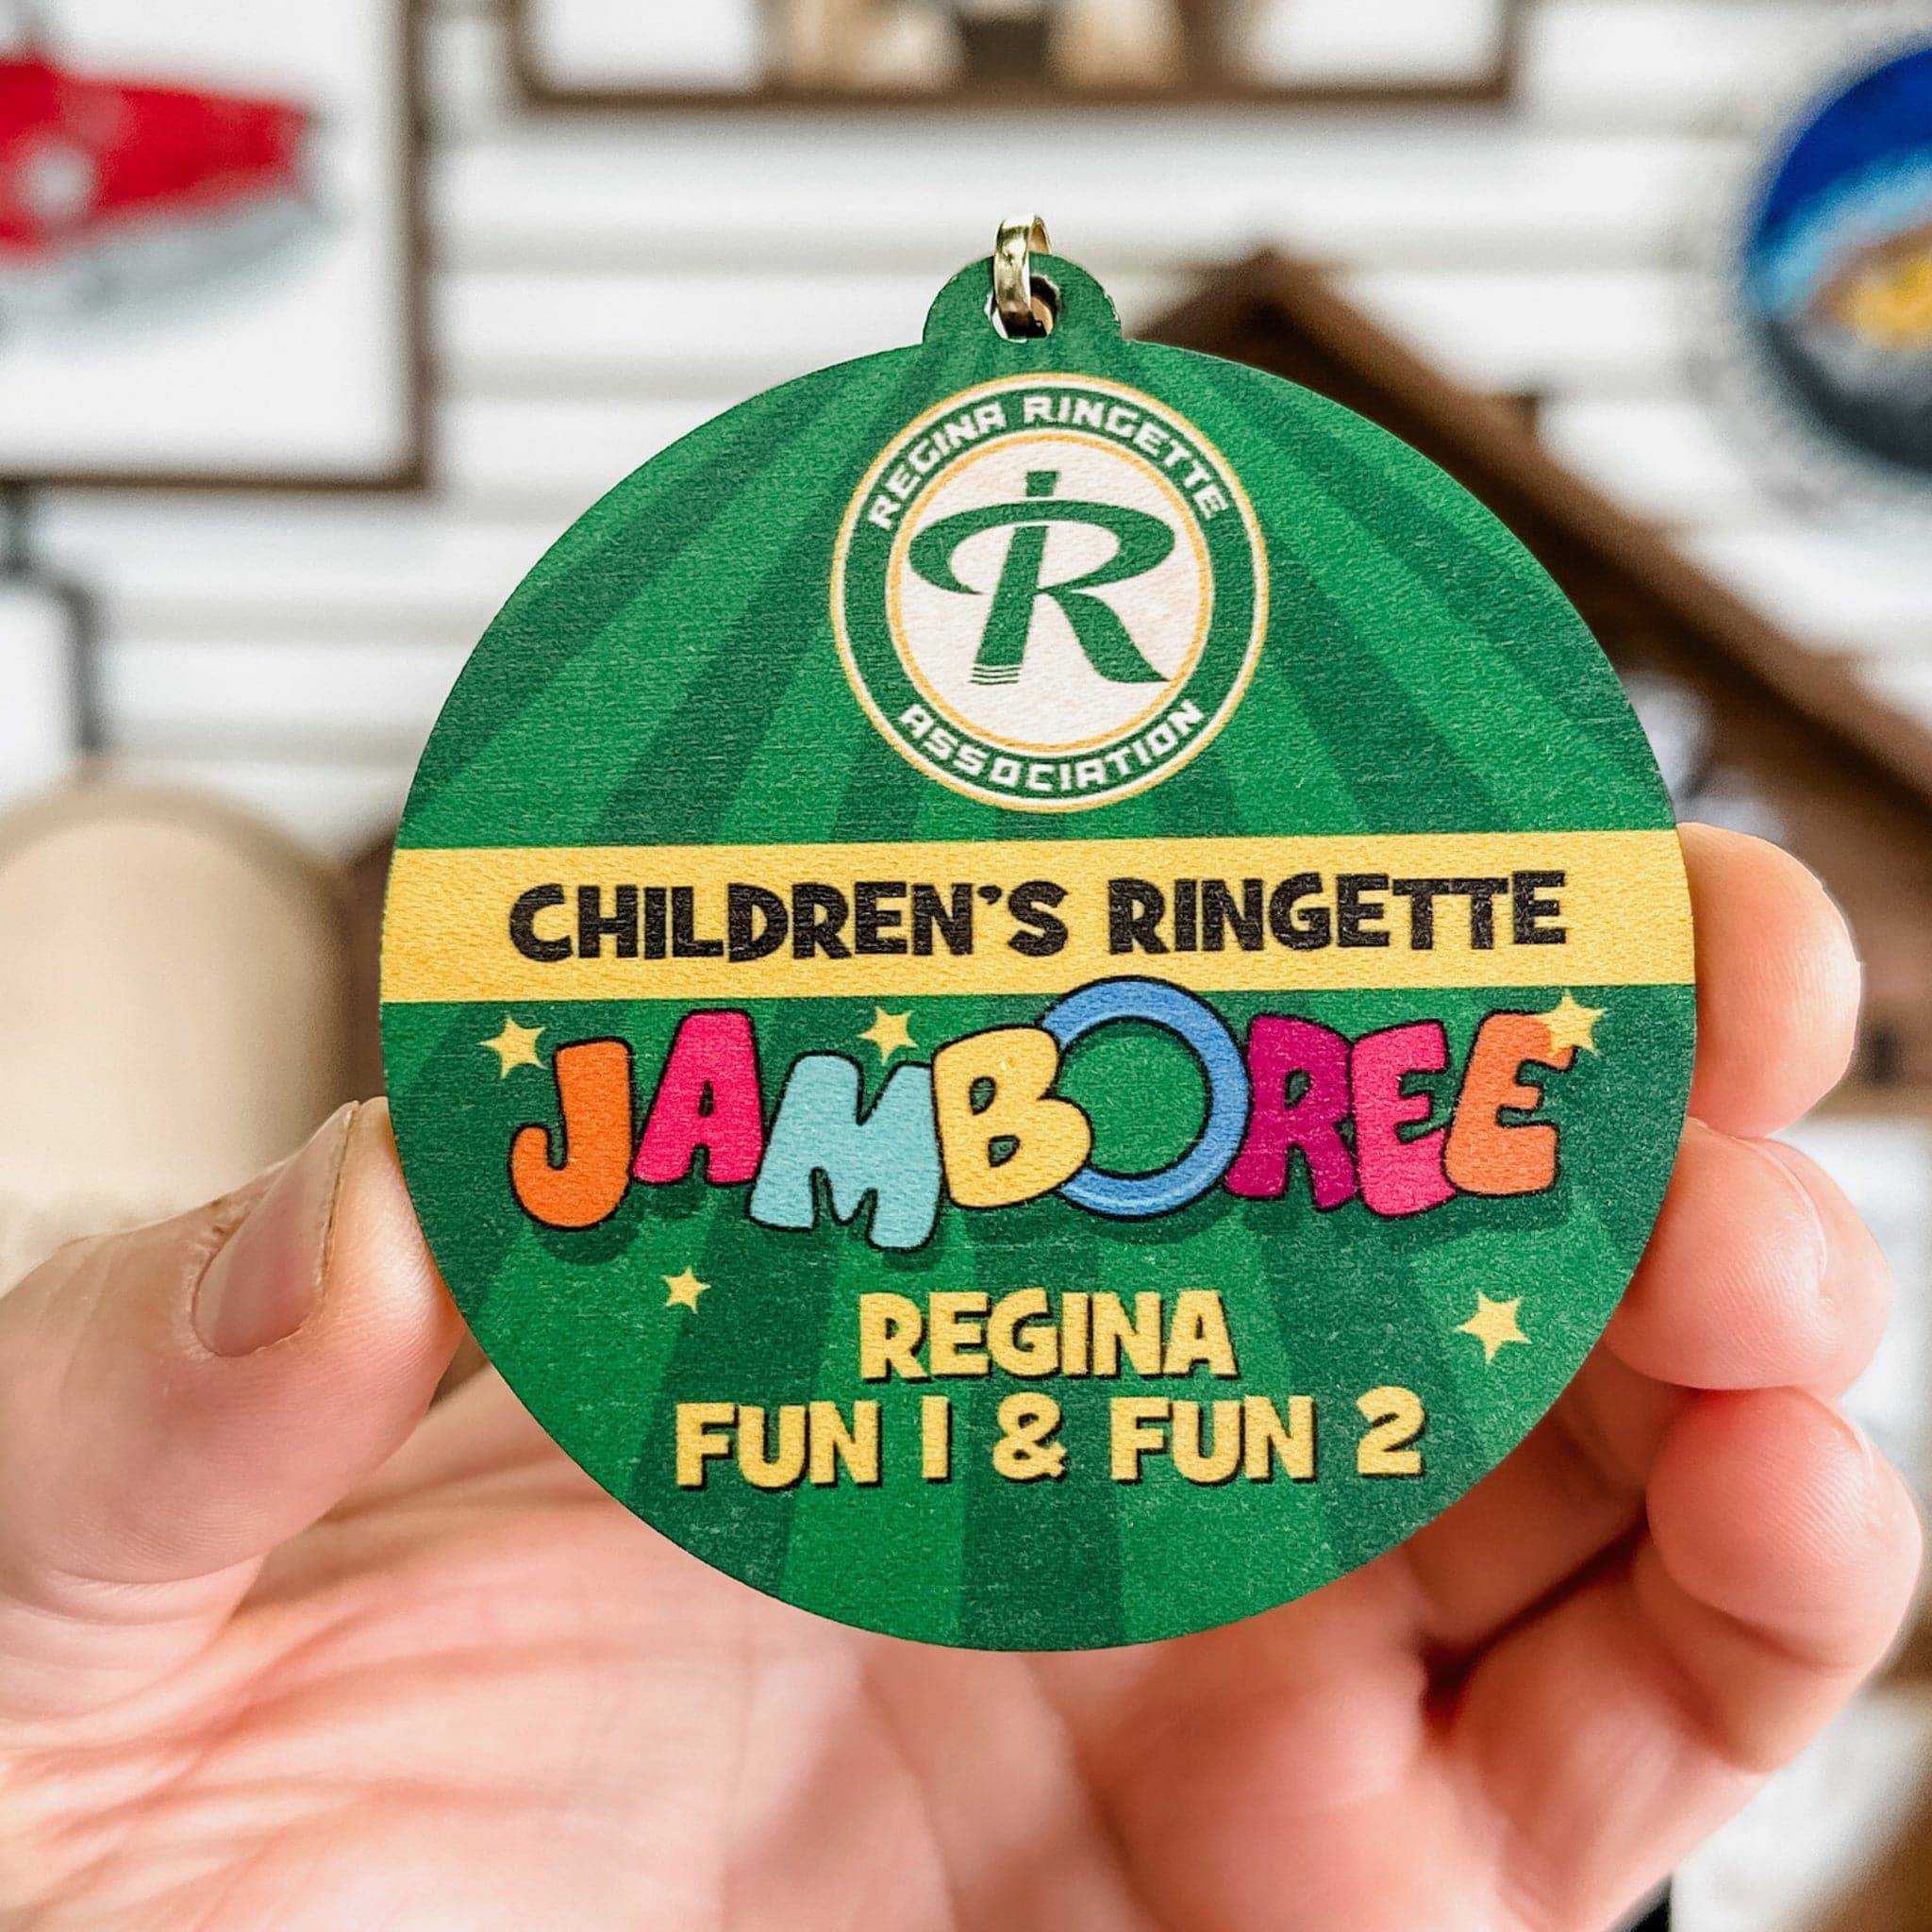 REGINA RINGETTE
ASSOCIATION
R
CHILDREN'S RINGETTE
JAMBOREE
REGINA
FUN 1 & FUN 2